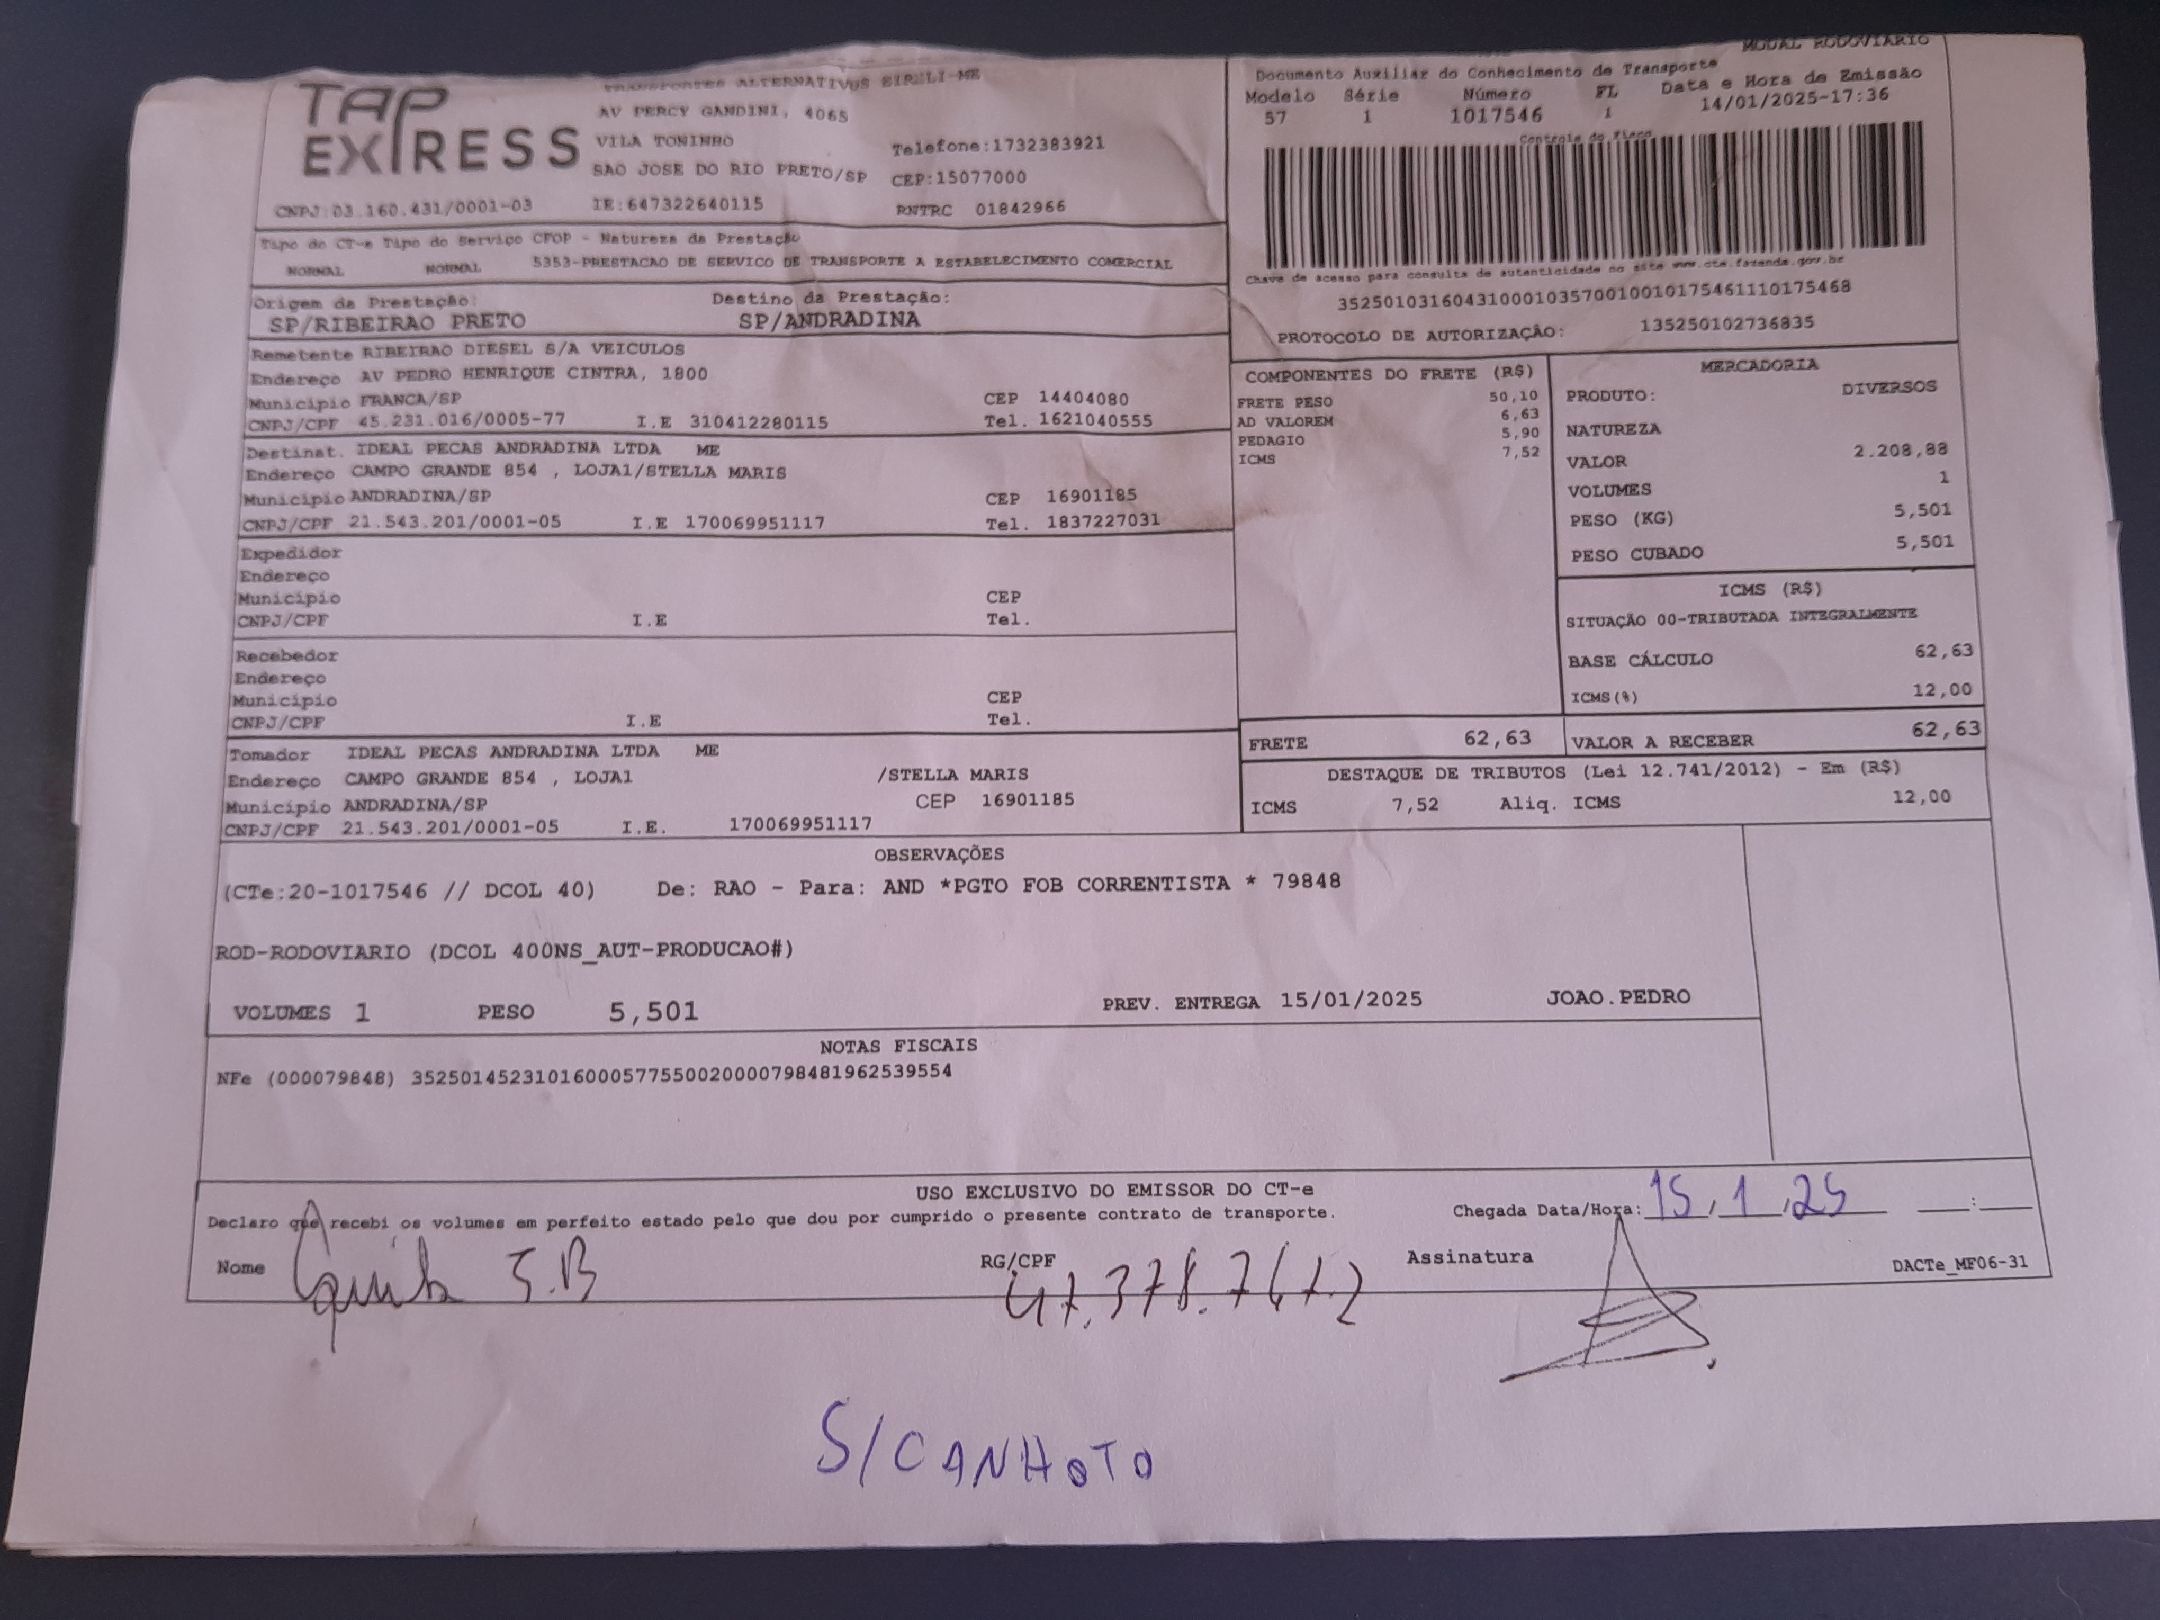 TAP EXPRESS
TRANSPORTES ALTERNATIVOS EIRELI-ME
AV PERCY GANDINI, 4065
VILA TONINHO Telefone:1732383921
SAO JOSE DO RIO PRETO/SP CEP:15077000
CNPJ:03.160.431/0001-03 IE:647322640115 RNTRC 01842966
MODAL RODOVIARIO
Documento Auxiliar do Conhecimento de Transporte
Modelo Série Número FL Data e Hora de Emissão
57 1 1017546 1 14/01/2025-17:36
Controle do Fisco
Chave de acesso para consulta de autenticidade no site www.cte.fazenda.gov.br
35250103160431000103570010010175461110175468
PROTOCOLO DE AUTORIZAÇÃO: 135250102736835
Tipo do CT-e Tipo do Serviço CFOP - Natureza da Prestação
NORMAL NORMAL 5353-PRESTACAO DE SERVICO DE TRANSPORTE A ESTABELECIMENTO COMERCIAL
Origem da Prestação: Destino da Prestação:
SP/RIBEIRAO PRETO SP/ANDRADINA
Remetente RIBEIRAO DIESEL S/A VEICULOS
Endereço AV PEDRO HENRIQUE CINTRA, 1800
Município FRANCA/SP CEP 14404080
CNPJ/CPF 45.231.016/0005-77 I.E 310412280115 Tel. 1621040555
Destinat. IDEAL PECAS ANDRADINA LTDA ME
Endereço CAMPO GRANDE 854 , LOJA1/STELLA MARIS
Município ANDRADINA/SP CEP 16901185
CNPJ/CPF 21.543.201/0001-05 I.E 170069951117 Tel. 1837227031
Expedidor
Endereço
Município CEP
CNPJ/CPF I.E Tel.
Recebedor
Endereço
Município CEP
CNPJ/CPF I.E Tel.
Tomador IDEAL PECAS ANDRADINA LTDA ME
Endereço CAMPO GRANDE 854 , LOJA1 /STELLA MARIS
Município ANDRADINA/SP CEP 16901185
CNPJ/CPF 21.543.201/0001-05 I.E. 170069951117
COMPONENTES DO FRETE (R$)
FRETE PESO 50,10
AD VALOREM 6,63
PEDAGIO 5,90
ICMS 7,52
MERCADORIA
PRODUTO: DIVERSOS
NATUREZA
VALOR 2.208,88
VOLUMES 1
PESO (KG) 5,501
PESO CUBADO 5,501
ICMS (R$)
SITUAÇÃO 00-TRIBUTADA INTEGRALMENTE
BASE CÁLCULO 62,63
ICMS(%) 12,00
FRETE 62,63 VALOR A RECEBER 62,63
DESTAQUE DE TRIBUTOS (Lei 12.741/2012) - Em (R$)
ICMS 7,52 Aliq. ICMS 12,00
OBSERVAÇÕES
(CTe:20-1017546 // DCOL 40) De: RAO - Para: AND *PGTO FOB CORRENTISTA * 79848
ROD-RODOVIARIO (DCOL 400NS_AUT-PRODUCAO#)
VOLUMES 1 PESO 5,501 PREV. ENTREGA 15/01/2025 JOAO.PEDRO
NOTAS FISCAIS
NFe (000079848) 35250145231016000577550020000798481962539554
USO EXCLUSIVO DO EMISSOR DO CT-e
Declaro que recebi os volumes em perfeito estado pelo que dou por cumprido o presente contrato de transporte. Chegada Data/Hora: 15/1/25 __:__
Nome RG/CPF 47.378.767.2 Assinatura DACTe_MF06-31
S/CANHOTO